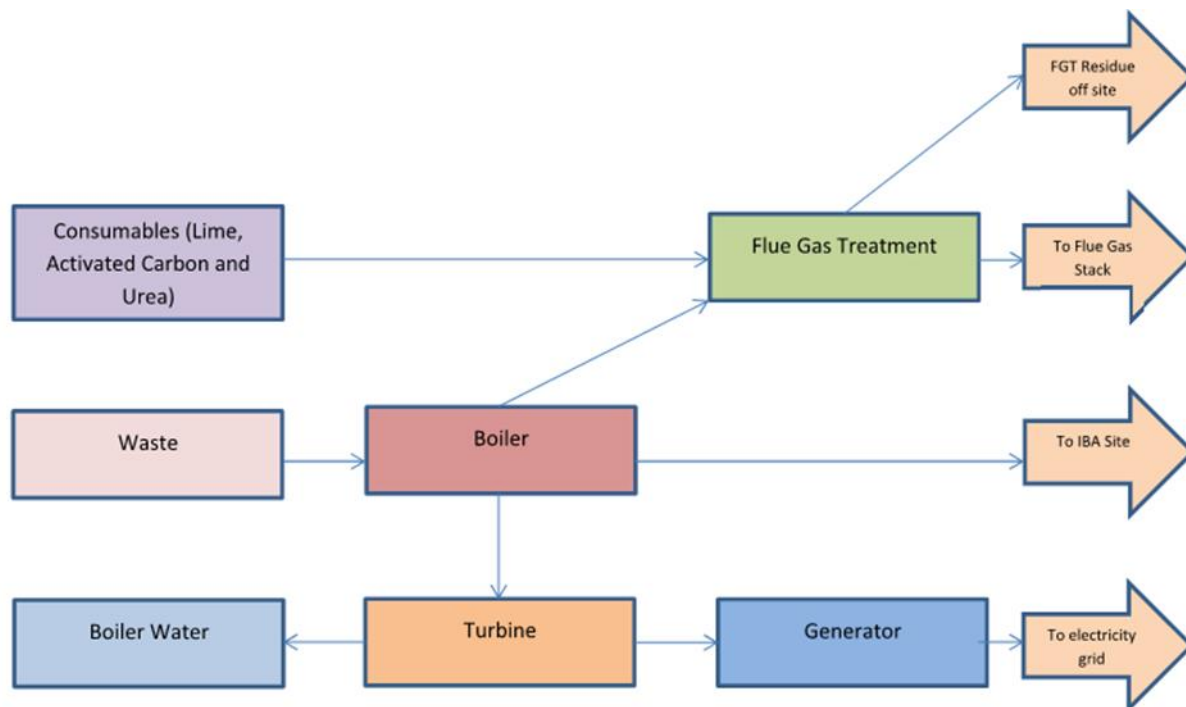 FGT Residue
off site
Consumables (Lime,
Activated Carbon and
Urea)
Flue Gas Treatment
To Flue Gas
Stack
Waste
Boiler
To IBA Site
Boiler Water
Turbine
Generator
To electricity
grid